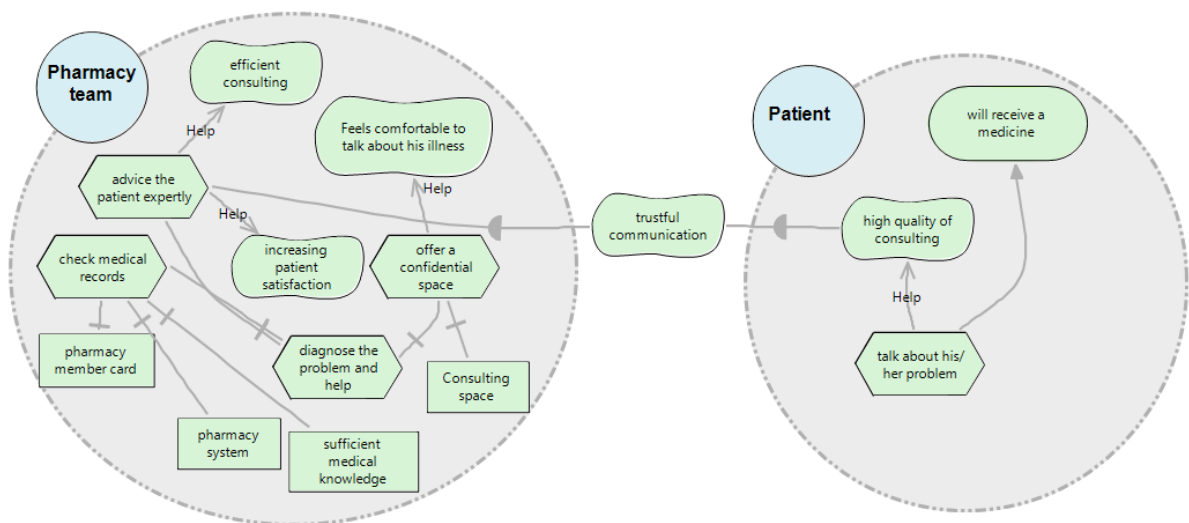 Pharmacy
team
efficient
consulting
Help
Feels comfortable to
talk about his illness
Help
advice the
patient expertly
Help
increasing
patient
satisfaction
check medical
records
offer a
confidential
space
pharmacy
member card
diagnose the
problem and
help
Consulting
space
pharmacy
system
sufficient
medical
knowledge
trustful
communication
Patient
will receive a
medicine
high quality of
consulting
Help
talk about his/
her problem